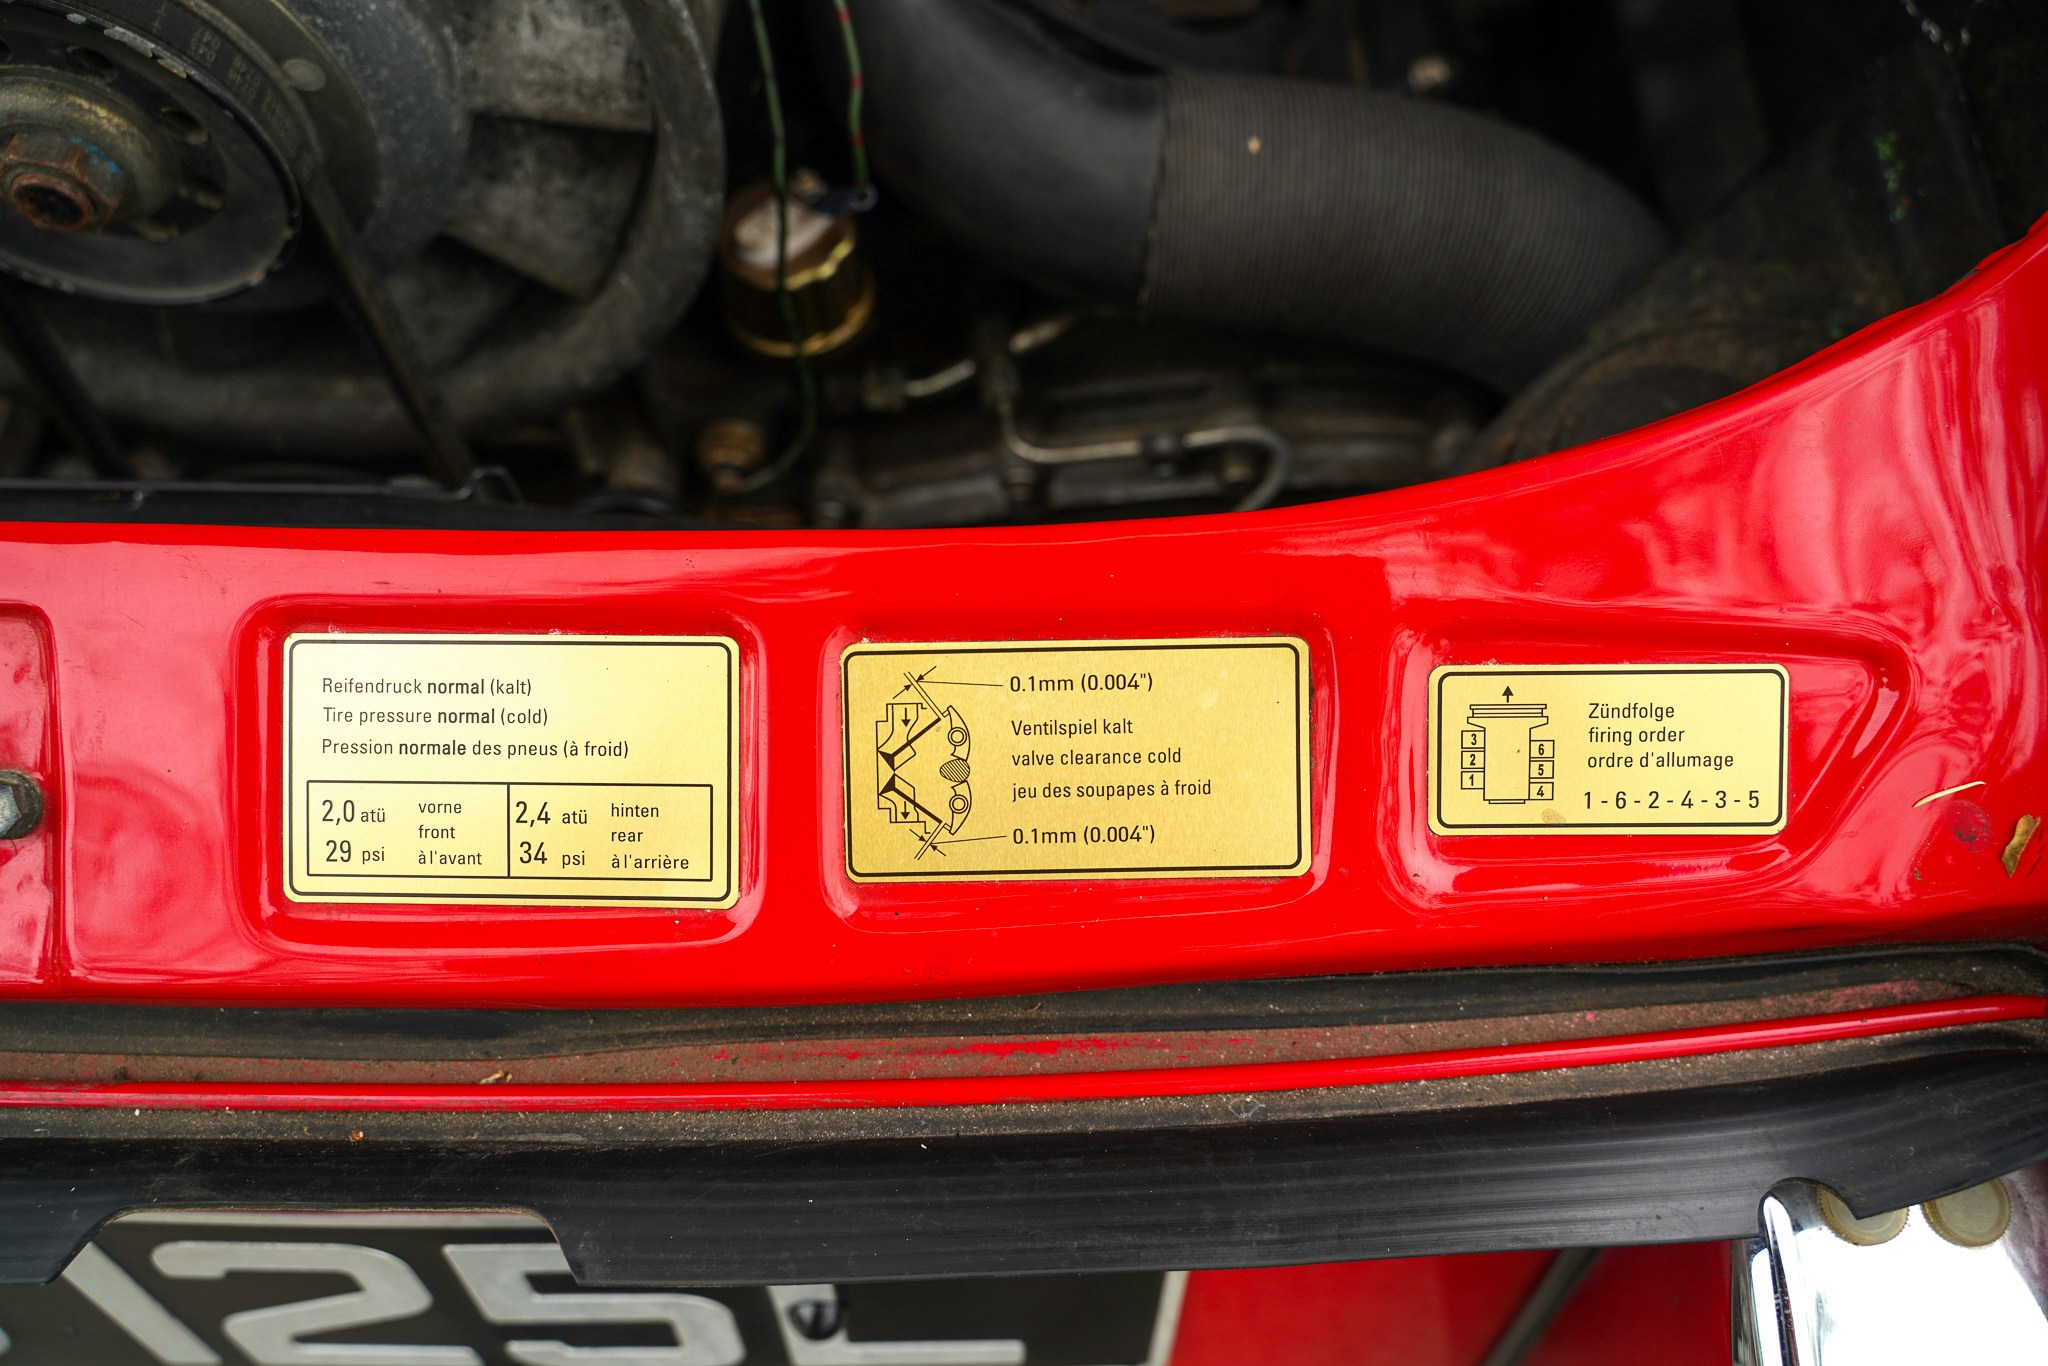 Reifendruck normal (kalt)
Tire pressure normal (cold)
Pression normale des pneus (à froid)
2,0 atü vorne
front
29 psi à l'avant
2,4 atü hinten
rear
34 psi à l'arrière
0.1mm (0.004")
Ventilspiel kalt
valve clearance cold
jeu des soupapes à froid
0.1mm (0.004")
3
2
1
6
5
4
Zündfolge
firing order
ordre d'allumage
1 - 6 - 2 - 4 - 3 - 5
25